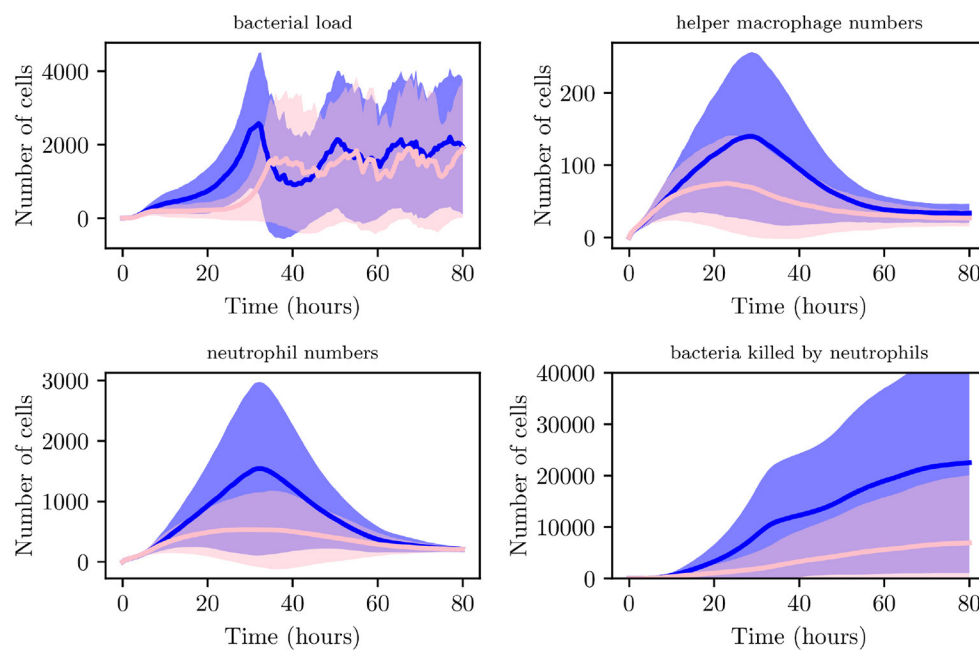 bacterial load
Number of cells
4000
2000
0
0 20 40 60 80
Time (hours)
helper macrophage numbers
Number of cells
200
100
0
0 20 40 60 80
Time (hours)
neutrophil numbers
Number of cells
3000
2000
1000
0
0 20 40 60 80
Time (hours)
bacteria killed by neutrophils
Number of cells
40000
30000
20000
10000
0
0 20 40 60 80
Time (hours)